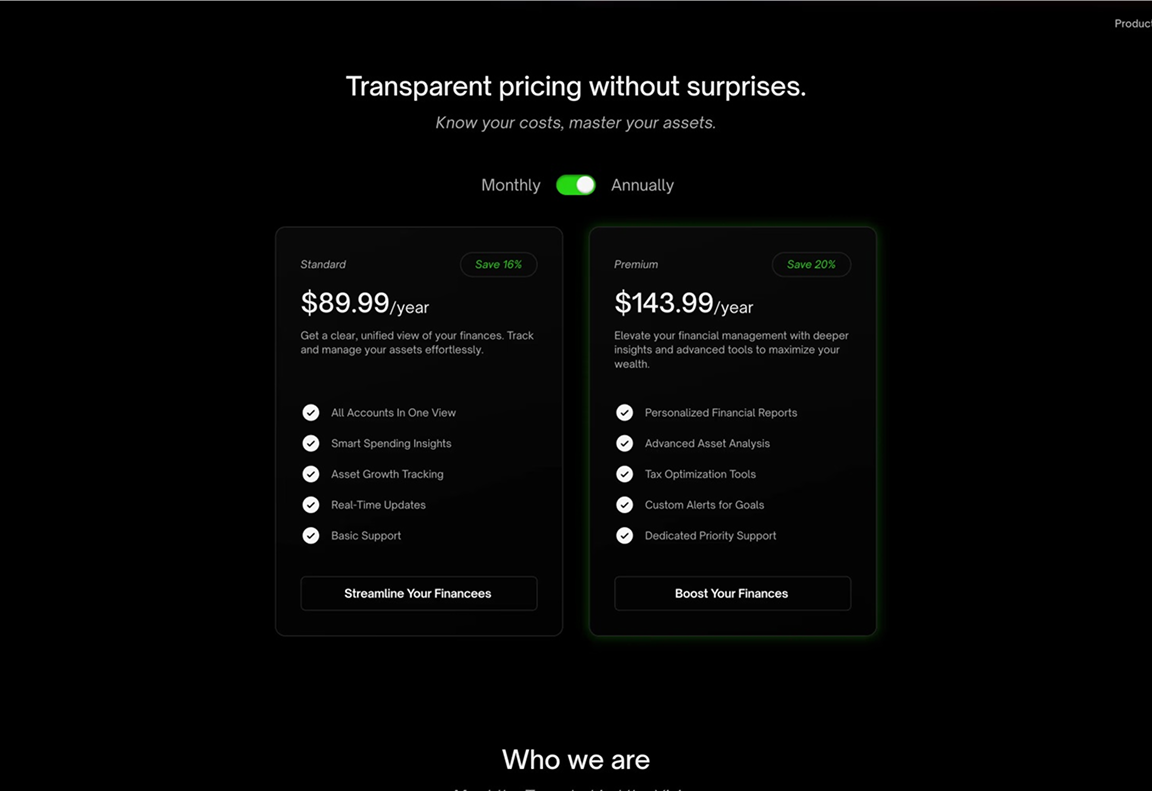 Product
Transparent pricing without surprises.
Know your costs, master your assets.
Monthly
Annually
Standard
Save 16%
$89.99/year
Get a clear, unified view of your finances. Track
and manage your assets effortlessly.
All Accounts In One View
Smart Spending Insights
Asset Growth Tracking
Real-Time Updates
Basic Support
Streamline Your Financees
Premium
Save 20%
$143.99/year
Elevate your financial management with deeper
insights and advanced tools to maximize your
wealth.
Personalized Financial Reports
Advanced Asset Analysis
Tax Optimization Tools
Custom Alerts for Goals
Dedicated Priority Support
Boost Your Finances
Who we are